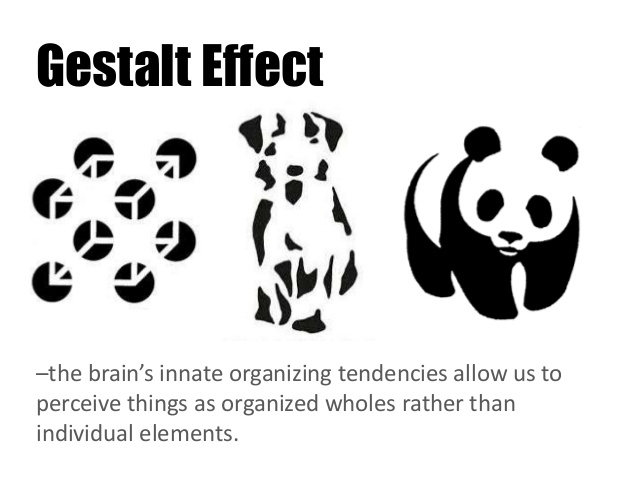 Gestalt Effect
–the brain’s innate organizing tendencies allow us to
perceive things as organized wholes rather than
individual elements.